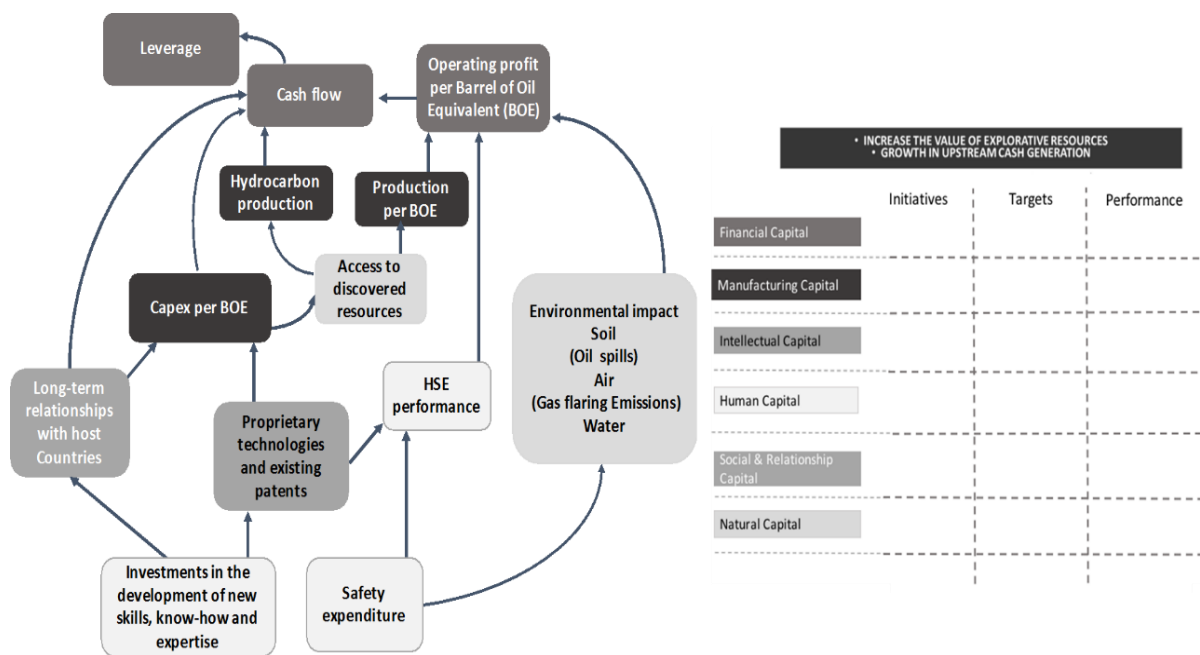 Leverage
Cash flow
Operating profit
per Barrel of Oil
Equivalent (BOE)
Hydrocarbon
production
Production
per BOE
Capex per BOE
Access to
discovered
resources
Long-term
relationships
with host
Countries
Proprietary
technologies
and existing
patents
HSE
performance
Environmental impact
Soil
(Oil spills)
Air
(Gas flaring Emissions)
Water
Investments in the
development of new
skills, know-how and
expertise
Safety
expenditure
• INCREASE THE VALUE OF EXPLORATIVE RESOURCES
• GROWTH IN UPSTREAM CASH GENERATION
Initiatives Targets Performance
Financial Capital
Manufacturing Capital
Intellectual Capital
Human Capital
Social & Relationship
Capital
Natural Capital